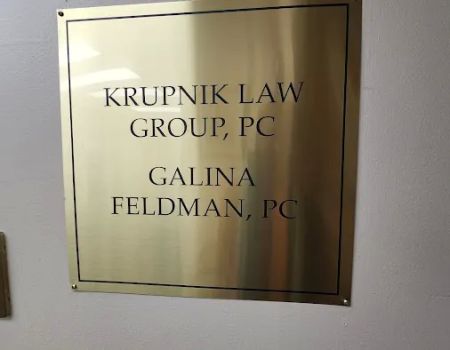 KRUPNIK LAW
GROUP, PC
GALINA
FELDMAN, PC